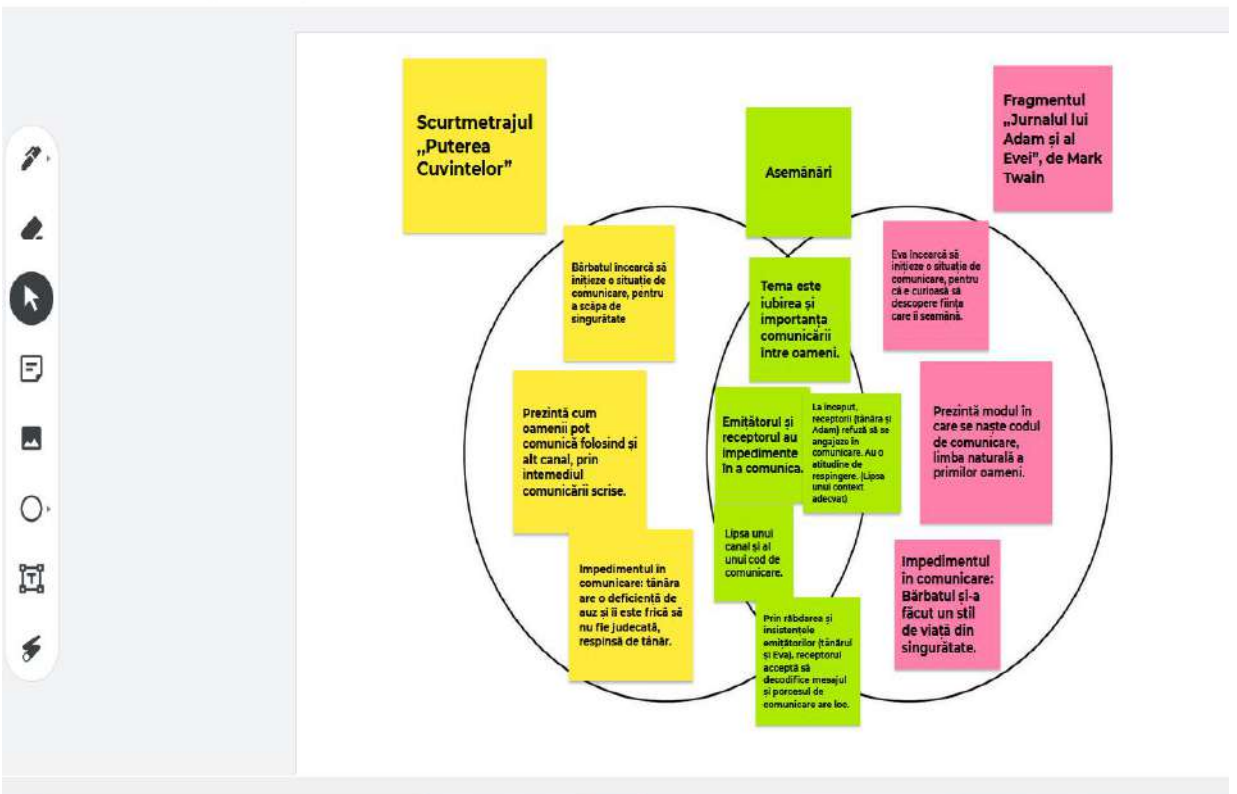 Scurtmetrajul
„Puterea
Cuvintelor”
Asemănări
Fragmentul
„Jurnalul lui
Adam și al
Evei”, de Mark
Twain
Bărbatul încearcă să
inițieze o situație de
comunicare, pentru
a scăpa de
singurătate
Prezintă cum
oamenii pot
comunică folosind și
alt canal, prin
intemediul
comunicării scrise.
Impedimentul în
comunicare: tânăra
are o deficiență de
auz și îi este frică să
nu fie judecată,
respinsă de tânăr.
Tema este
iubirea și
importanța
comunicării
între oameni.
Emițătorul și
receptorul au
impedimente
în a comunica.
La început,
receptorii (tânăra și
Adam) refuză să se
angajeze în
comunicare. Au o
atitudine de
respingere. (Lipsa
unui context
adecvat)
Lipsa unui
canal și al
unui cod de
comunicare.
Prin răbdarea și
insistențele
emițătorilor (tânărul
și Eva), receptorul
acceptă să
decodifice mesajul
și porcesul de
comunicare are loc.
Eva încearcă să
inițieze o situație de
comunicare, pentru
că e curioasă să
descopere ființa
care îi seamănă.
Prezintă modul în
care se naște codul
de comunicare,
limba naturală a
primilor oameni.
Impedimentul
în comunicare:
Bărbatul și-a
făcut un stil
de viață din
singurătate.